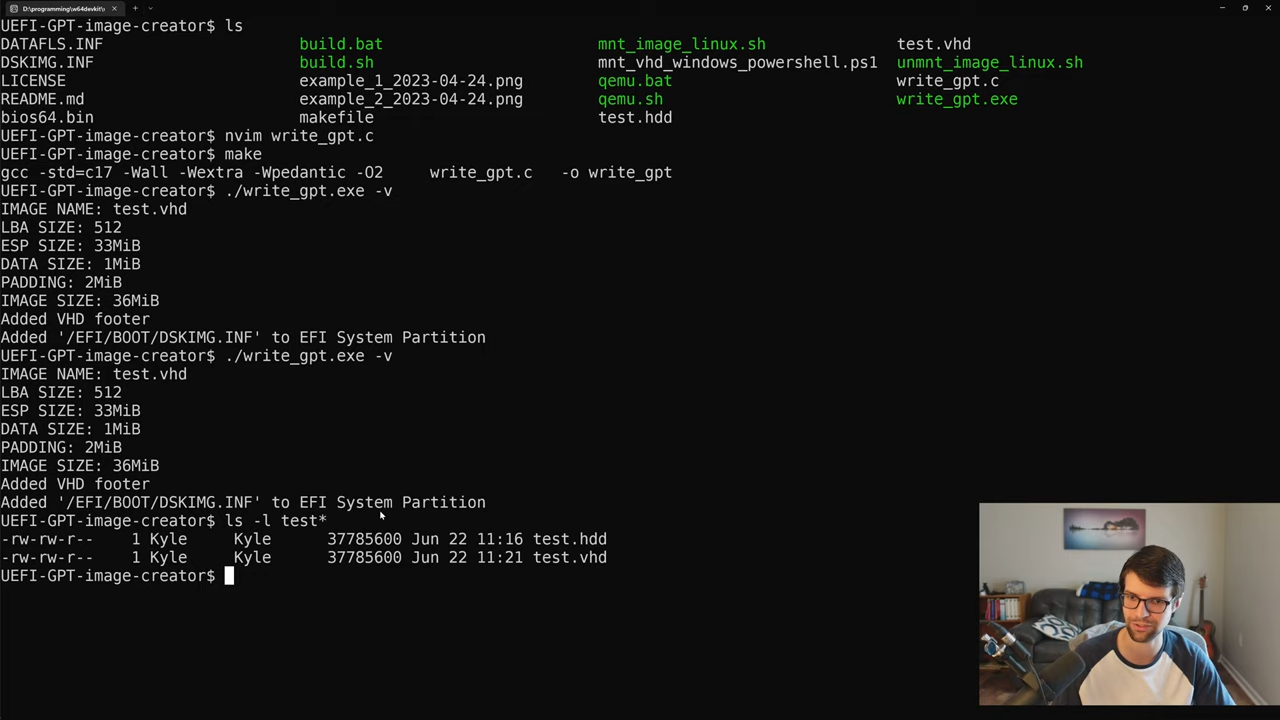 D:\programming\w64devkit\
UEFI-GPT-image-creator$ ls
DATAFLS.INF build.bat mnt_image_linux.sh test.vhd
DSKIMG.INF build.sh mnt_vhd_windows_powershell.ps1 unmnt_image_linux.sh
LICENSE example_1_2023-04-24.png qemu.bat write_gpt.c
README.md example_2_2023-04-24.png qemu.sh write_gpt.exe
bios64.bin makefile test.hdd
UEFI-GPT-image-creator$ nvim write_gpt.c
UEFI-GPT-image-creator$ make
gcc -std=c17 -Wall -Wextra -Wpedantic -O2 write_gpt.c -o write_gpt
UEFI-GPT-image-creator$ ./write_gpt.exe -v
IMAGE NAME: test.vhd
LBA SIZE: 512
ESP SIZE: 33MiB
DATA SIZE: 1MiB
PADDING: 2MiB
IMAGE SIZE: 36MiB
Added VHD footer
Added '/EFI/BOOT/DSKIMG.INF' to EFI System Partition
UEFI-GPT-image-creator$ ./write_gpt.exe -v
IMAGE NAME: test.vhd
LBA SIZE: 512
ESP SIZE: 33MiB
DATA SIZE: 1MiB
PADDING: 2MiB
IMAGE SIZE: 36MiB
Added VHD footer
Added '/EFI/BOOT/DSKIMG.INF' to EFI System Partition
UEFI-GPT-image-creator$ ls -l test*
-rw-rw-r-- 1 Kyle Kyle 37785600 Jun 22 11:16 test.hdd
-rw-rw-r-- 1 Kyle Kyle 37785600 Jun 22 11:21 test.vhd
UEFI-GPT-image-creator$